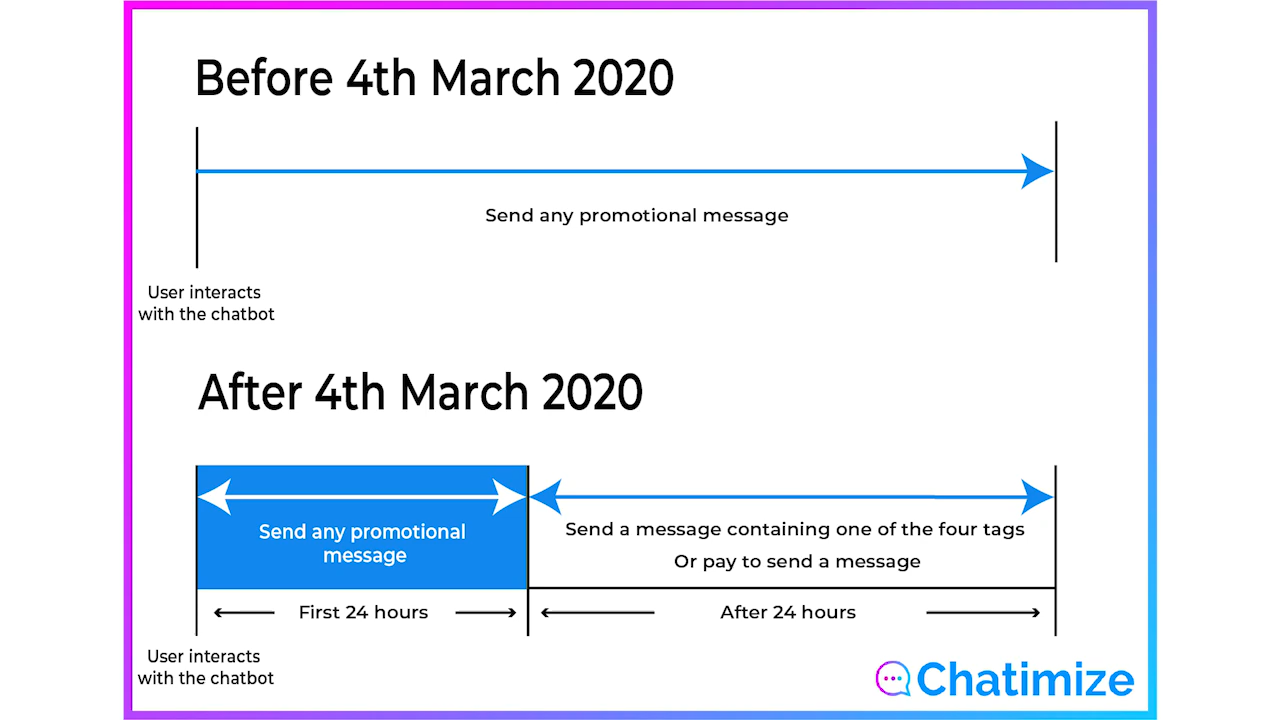 Before 4th March 2020
Send any promotional message
User interacts
with the chatbot
After 4th March 2020
Send any promotional
message
Send a message containing one of the four tags
Or pay to send a message
First 24 hours
After 24 hours
User interacts
with the chatbot
Chatimize